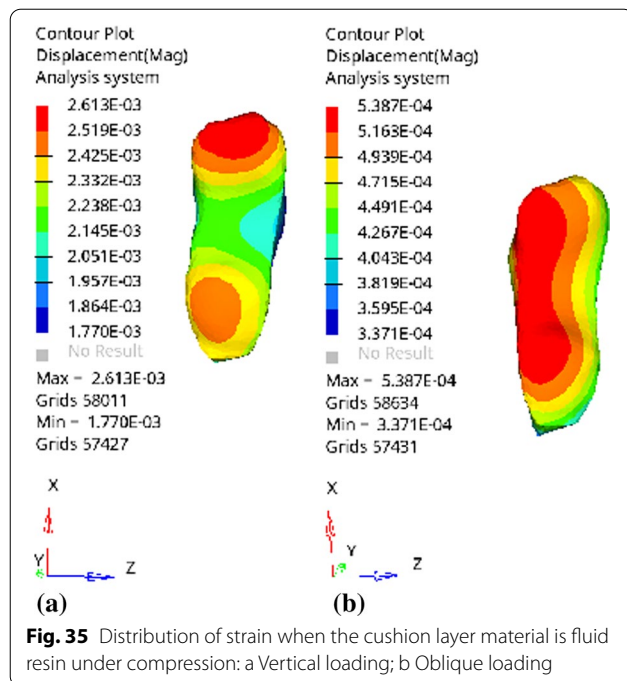 Contour Plot
Displacement(Mag)
Analysis system
2.613E-03
2.519E-03
2.425E-03
2.332E-03
2.238E-03
2.145E-03
2.051E-03
1.957E-03
1.864E-03
1.770E-03
No Result
Max = 2.613E-03
Grids 58011
Min = 1.770E-03
Grids 57427
X
Y
Z
(a)
Contour Plot
Displacement(Mag)
Analysis system
5.387E-04
5.163E-04
4.939E-04
4.715E-04
4.491E-04
4.267E-04
4.043E-04
3.819E-04
3.595E-04
3.371E-04
No Result
Max = 5.387E-04
Grids 58634
Min = 3.371E-04
Grids 57431
X
Y
Z
(b)
Fig. 35 Distribution of strain when the cushion layer material is fluid
resin under compression: a Vertical loading; b Oblique loading